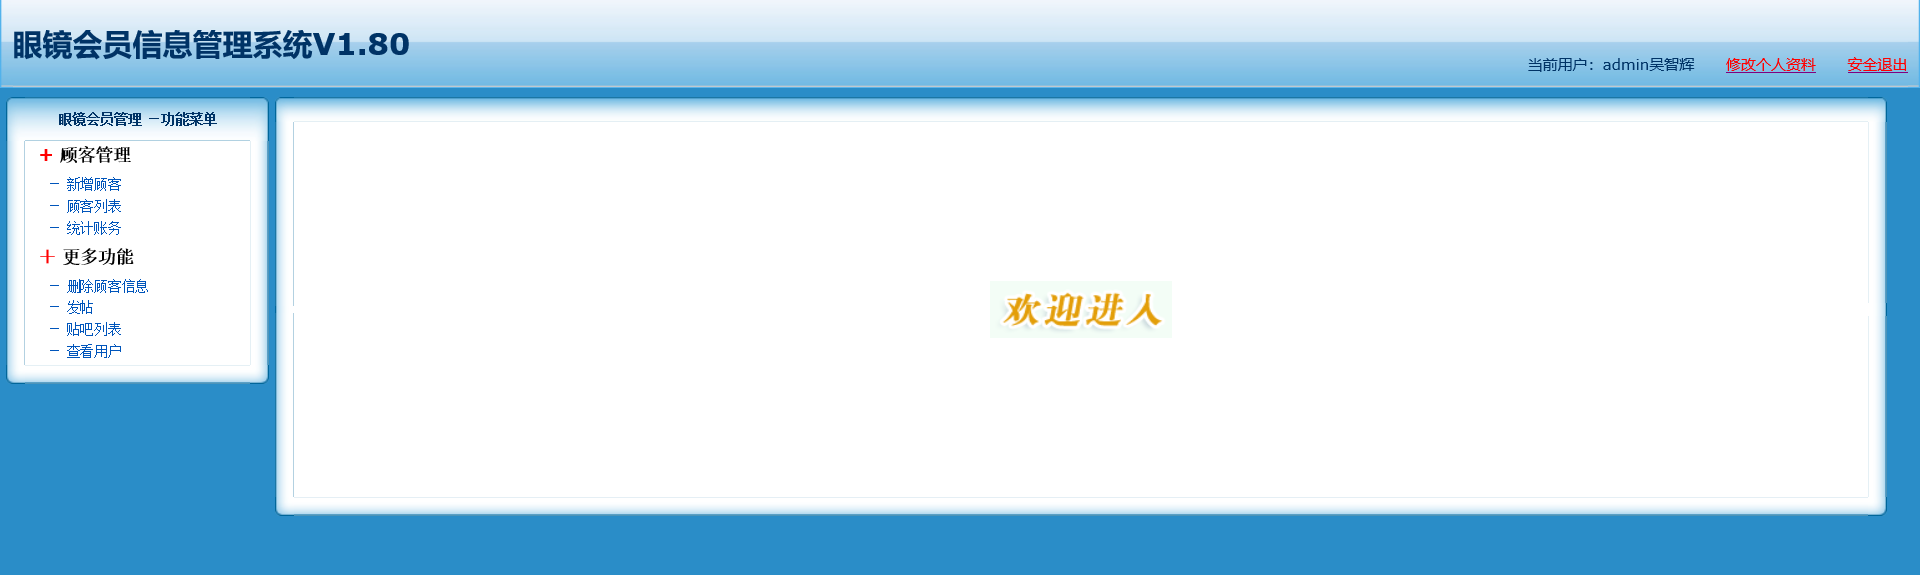 眼镜会员信息管理系统V1.80
当前用户：admin吴智辉 修改个人资料 安全退出
眼镜会员管理 －功能菜单
+ 顾客管理
－ 新增顾客
－ 顾客列表
－ 统计账务
＋ 更多功能
－ 删除顾客信息
－ 发帖
－ 贴吧列表
－ 查看用户
欢迎进入